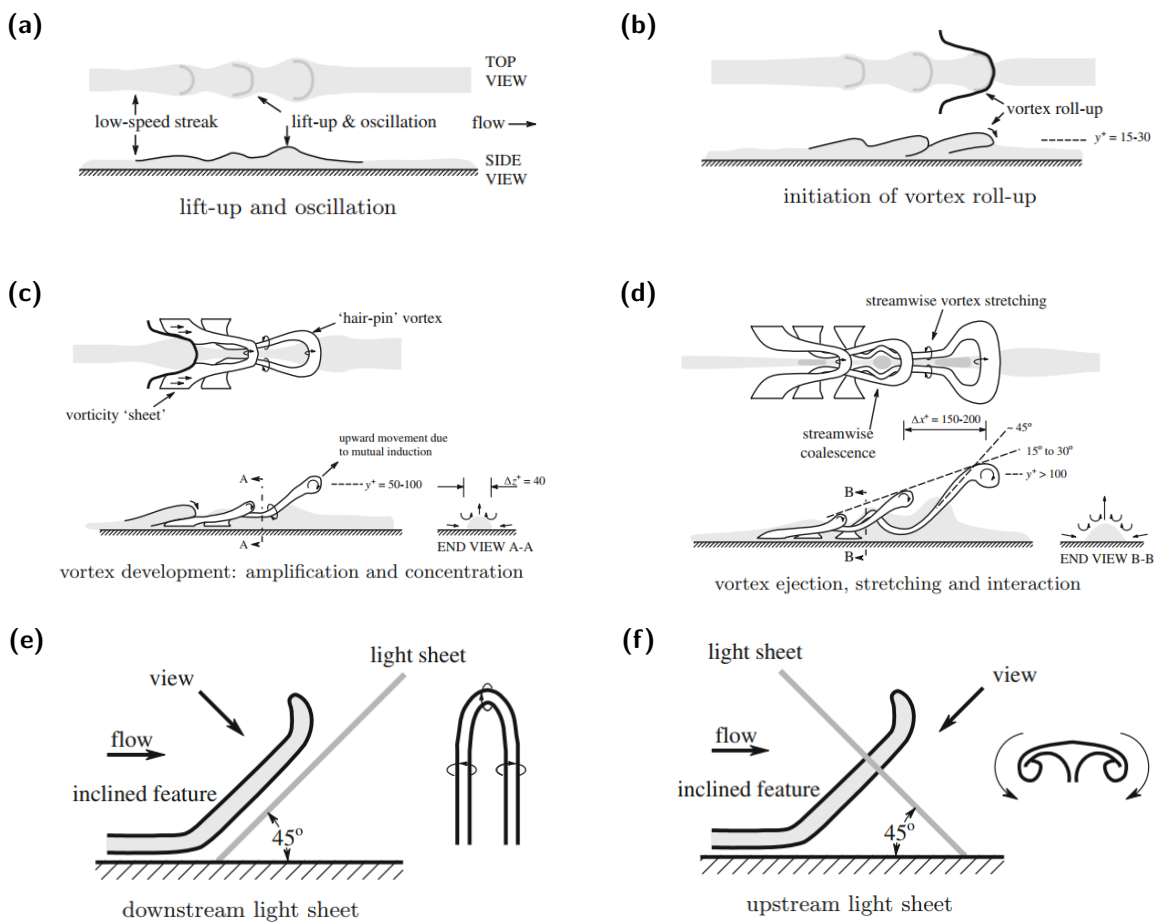 (a)
TOP
VIEW
low-speed streak
lift-up & oscillation
flow
SIDE
VIEW
lift-up and oscillation
(b)
vortex roll-up
y⁺ = 15-30
initiation of vortex roll-up
(c)
'hair-pin' vortex
vorticity 'sheet'
upward movement due
to mutual induction
A
y⁺ = 50-100
Δz⁺ = 40
A
END VIEW A-A
vortex development: amplification and concentration
(d)
streamwise vortex stretching
streamwise
coalescence
Δx⁺ = 150-200
~ 45°
15° to 30°
y⁺ > 100
B
B
END VIEW B-B
vortex ejection, stretching and interaction
(e)
light sheet
view
flow
inclined feature
45°
downstream light sheet
(f)
light sheet
view
flow
inclined feature
45°
upstream light sheet